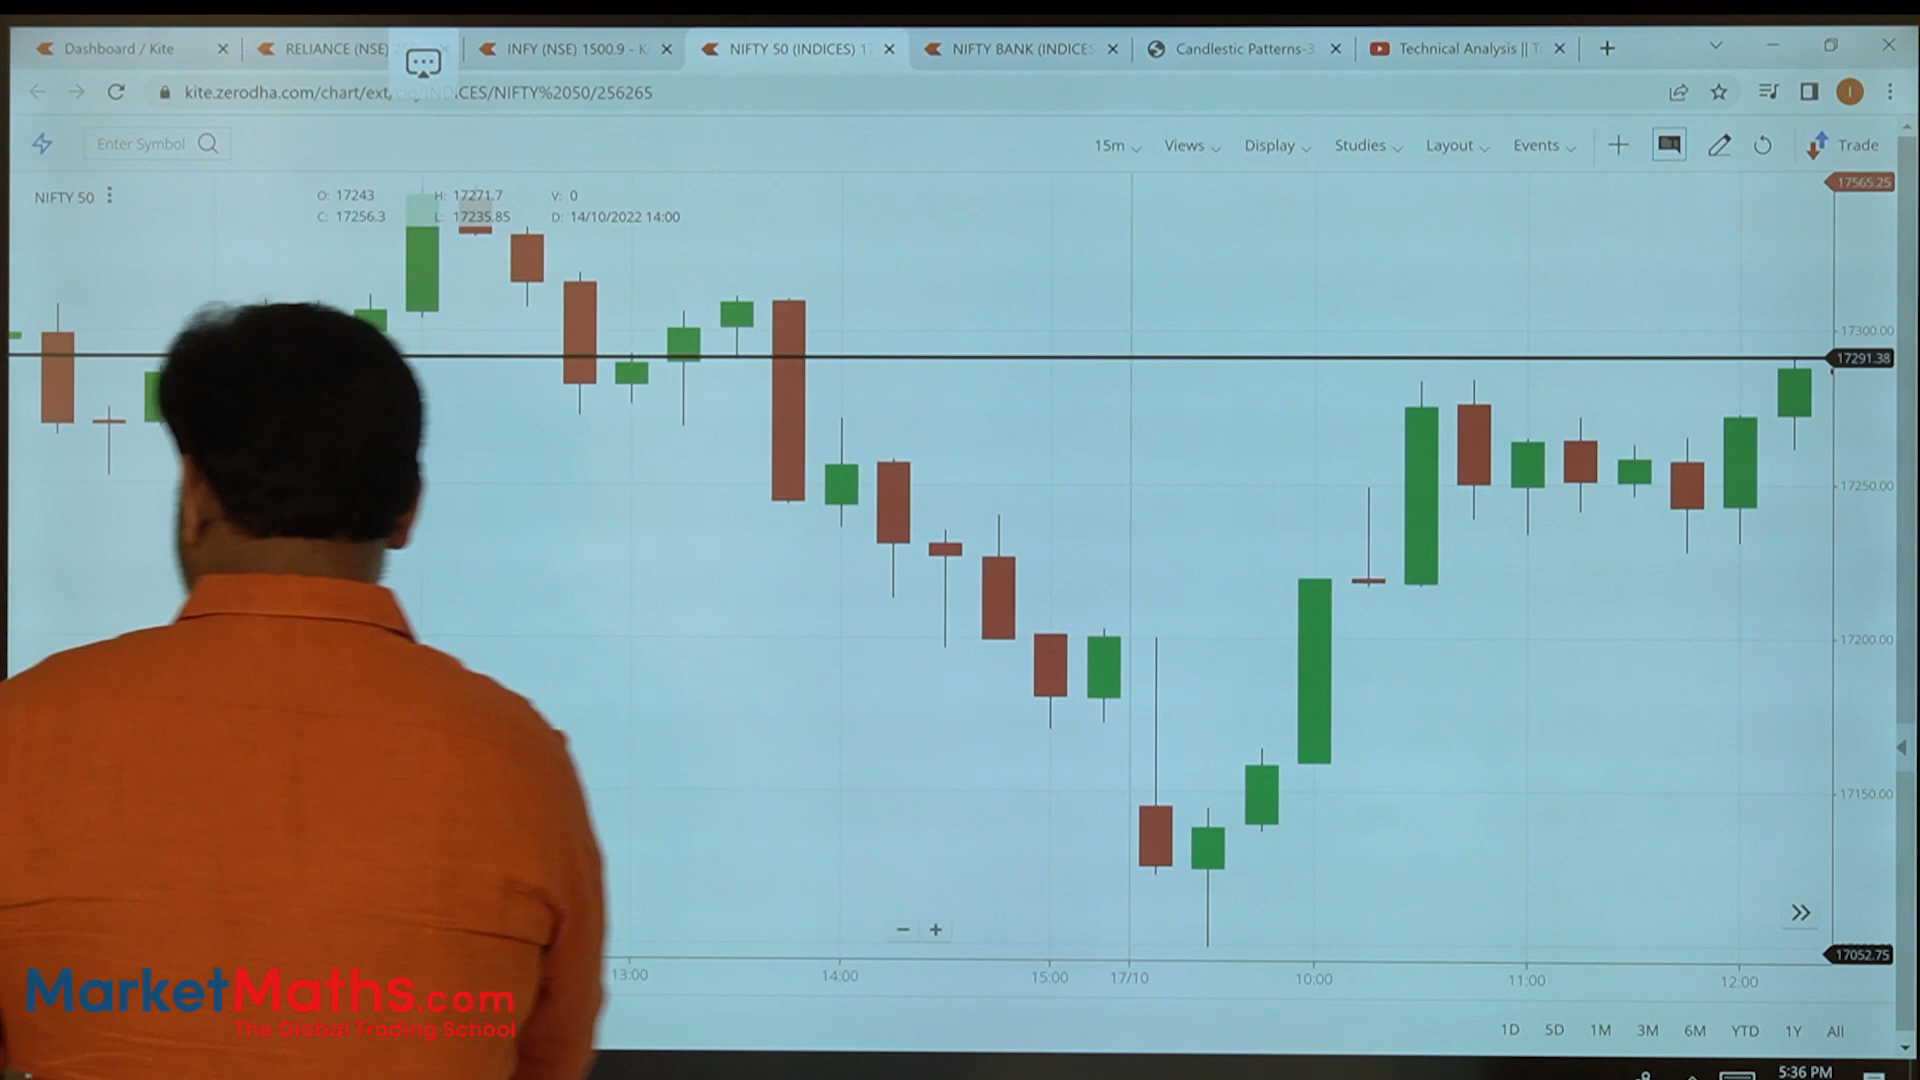 Dashboard / Kite
RELIANCE (NSE)
INFY (NSE) 1500.9 - K
NIFTY 50 (INDICES) 1
NIFTY BANK (INDICES
Candlestic Patterns-3
Technical Analysis || T
kite.zerodha.com/chart/ext/ciq/INDICES/NIFTY%2050/256265
Enter Symbol
15m
Views
Display
Studies
Layout
Events
Trade
NIFTY 50
O: 17243
H: 17271.7
V: 0
C: 17256.3
L: 17235.85
D: 14/10/2022 14:00
17565.25
17300.00
17291.38
17250.00
17200.00
17150.00
17052.75
13:00
14:00
15:00
17/10
10:00
11:00
12:00
1D
5D
1M
3M
6M
YTD
1Y
All
MarketMaths.com
The Global Trading School
5:36 PM